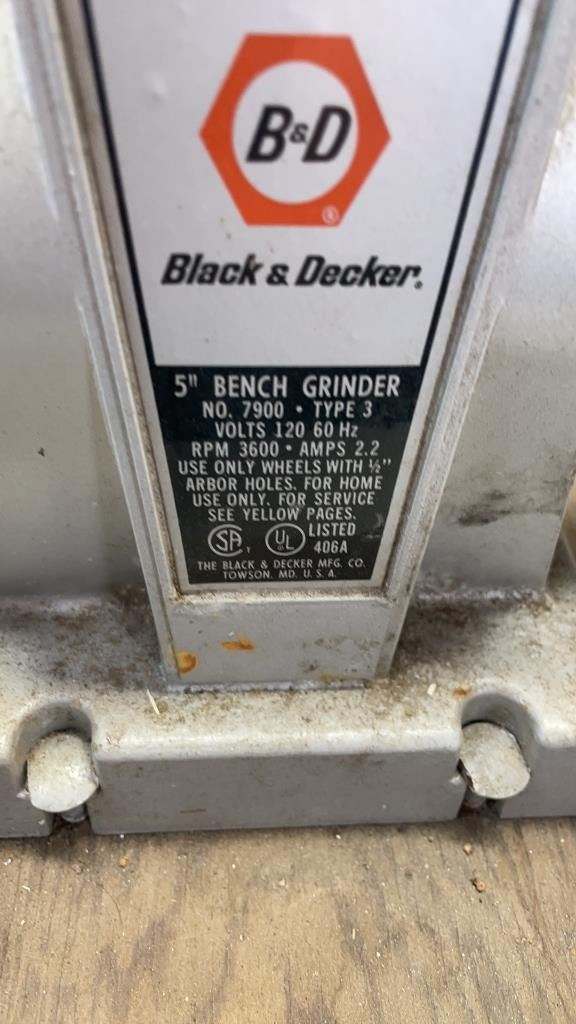 B&D
®
Black & Decker®
5" BENCH GRINDER
NO. 7900 • TYPE 3
VOLTS 120 60 Hz
RPM 3600 • AMPS 2.2
USE ONLY WHEELS WITH ½"
ARBOR HOLES. FOR HOME
USE ONLY. FOR SERVICE
SEE YELLOW PAGES.
SA T UL LISTED
406A
THE BLACK & DECKER MFG. CO.
TOWSON, MD. U. S. A.